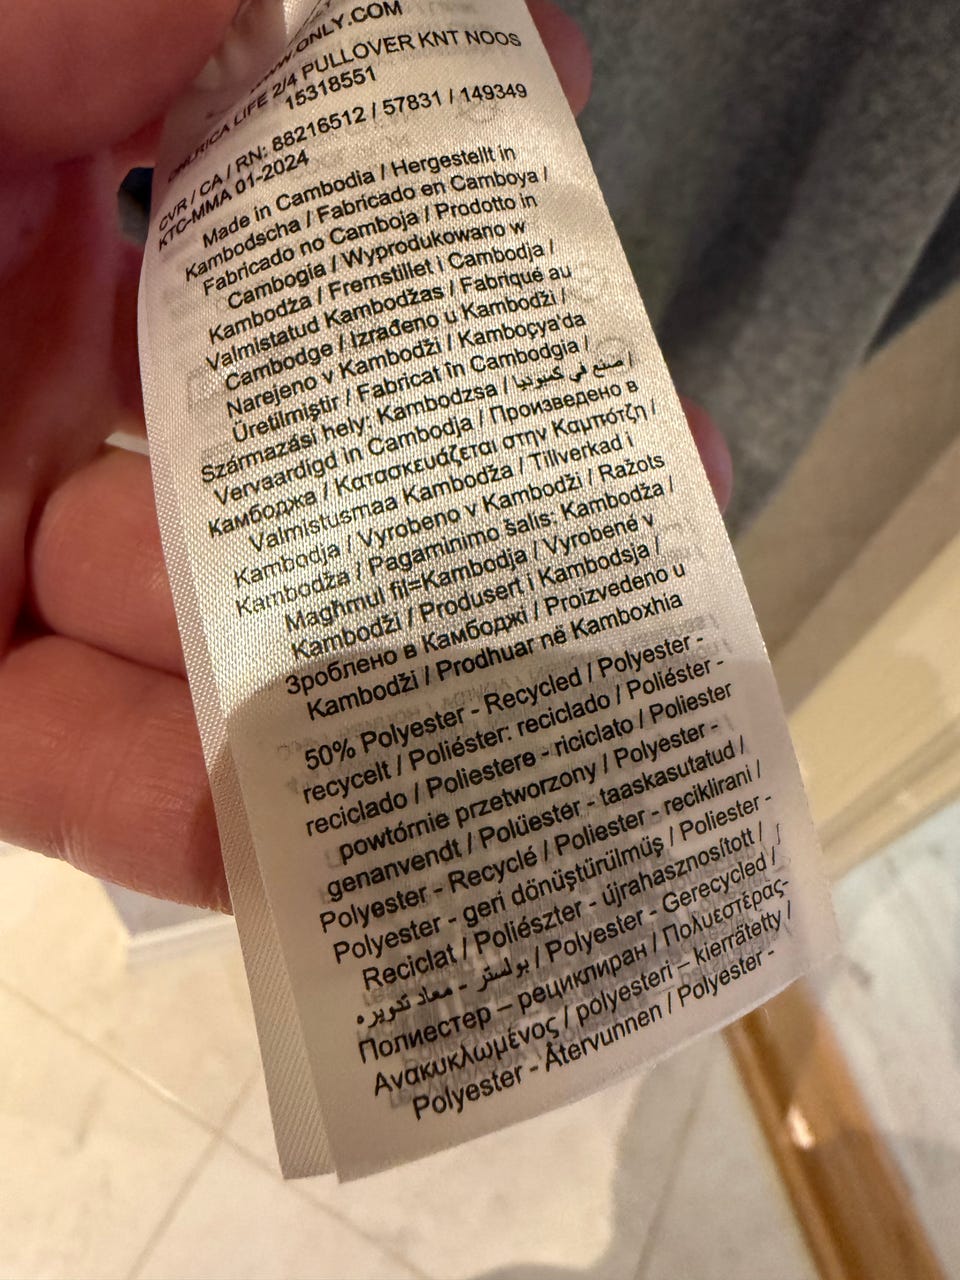 WWW.ONLY.COM
ONLRICA LIFE 2/4 PULLOVER KNT NOOS
15318551
CVR / CA / RN: 88216512 / 57831 / 149349
KTC-MMA 01-2024
Made in Cambodia / Hergestellt in
Kambodscha / Fabricado en Camboya /
Fabricado no Camboja / Prodotto in
Cambogia / Wyprodukowano w
Kambodża / Fremstillet i Cambodja /
Valmistatud Kambodžas / Fabriqué au
Cambodge / Izrađeno u Kambodži /
Narejeno v Kambodži / Kamboçya'da
Üretilmiştir / Fabricat în Cambodgia /
Származási hely: Kambodzsa / صنع في كمبوديا /
Vervaardigd in Cambodja / Произведено в
Камбоджа / Κατασκευάζεται στην Καμπότζη /
Valmistusmaa Kambodža / Tillverkad i
Kambodja / Vyrobeno v Kambodži / Ražots
Kambodža / Pagaminimo šalis: Kambodža /
Magħmul fil=Kambodja / Vyrobené v
Kambodži / Produsert i Kambodsja /
Зроблено в Камбоджі / Proizvedeno u
Kambodži / Prodhuar në Kamboxhia
50% Polyester - Recycled / Polyester -
recycelt / Poliéster: reciclado / Poliéster -
reciclado / Poliestere - riciclato / Poliester
powtórnie przetworzony / Polyester -
genanvendt / Polüester - taaskasutatud /
Polyester - Recyclé / Poliester - reciklirani /
Polyester - geri dönüştürülmüş / Poliester -
Reciclat / Poliészter - újrahasznosított /
بولستر - معاد تدويره / Polyester - Gerecycled /
Полиестер – рециклиран / Πολυεστέρας-
Ανακυκλωμένος / polyesteri – kierrätetty /
Polyester - Återvunnen / Polyester -